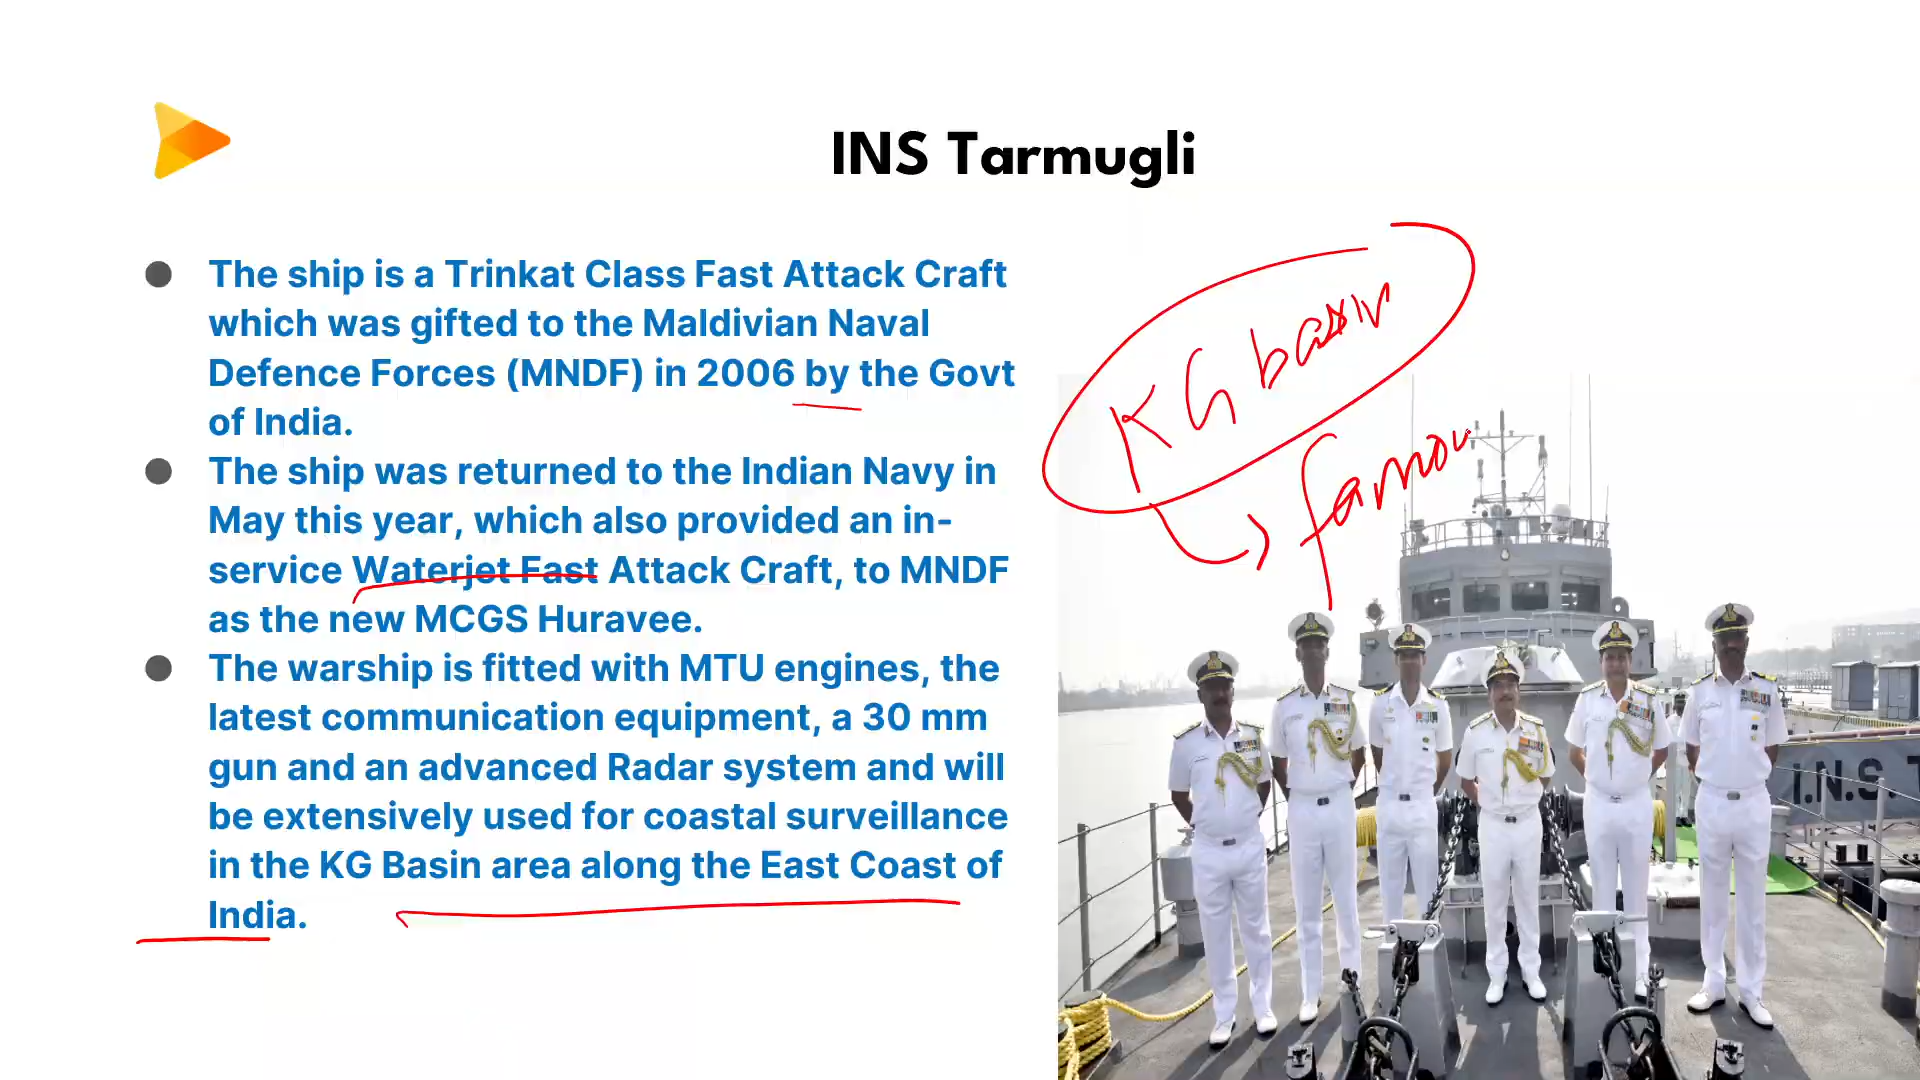 INS Tarmugli
The ship is a Trinkat Class Fast Attack Craft
which was gifted to the Maldivian Naval
Defence Forces (MNDF) in 2006 by the Govt
of India.
The ship was returned to the Indian Navy in
May this year, which also provided an in-
service Waterjet Fast Attack Craft, to MNDF
as the new MCGS Huravee.
The warship is fitted with MTU engines, the
latest communication equipment, a 30 mm
gun and an advanced Radar system and will
be extensively used for coastal surveillance
in the KG Basin area along the East Coast of
India.
KG basin
famou
I.N.S. T